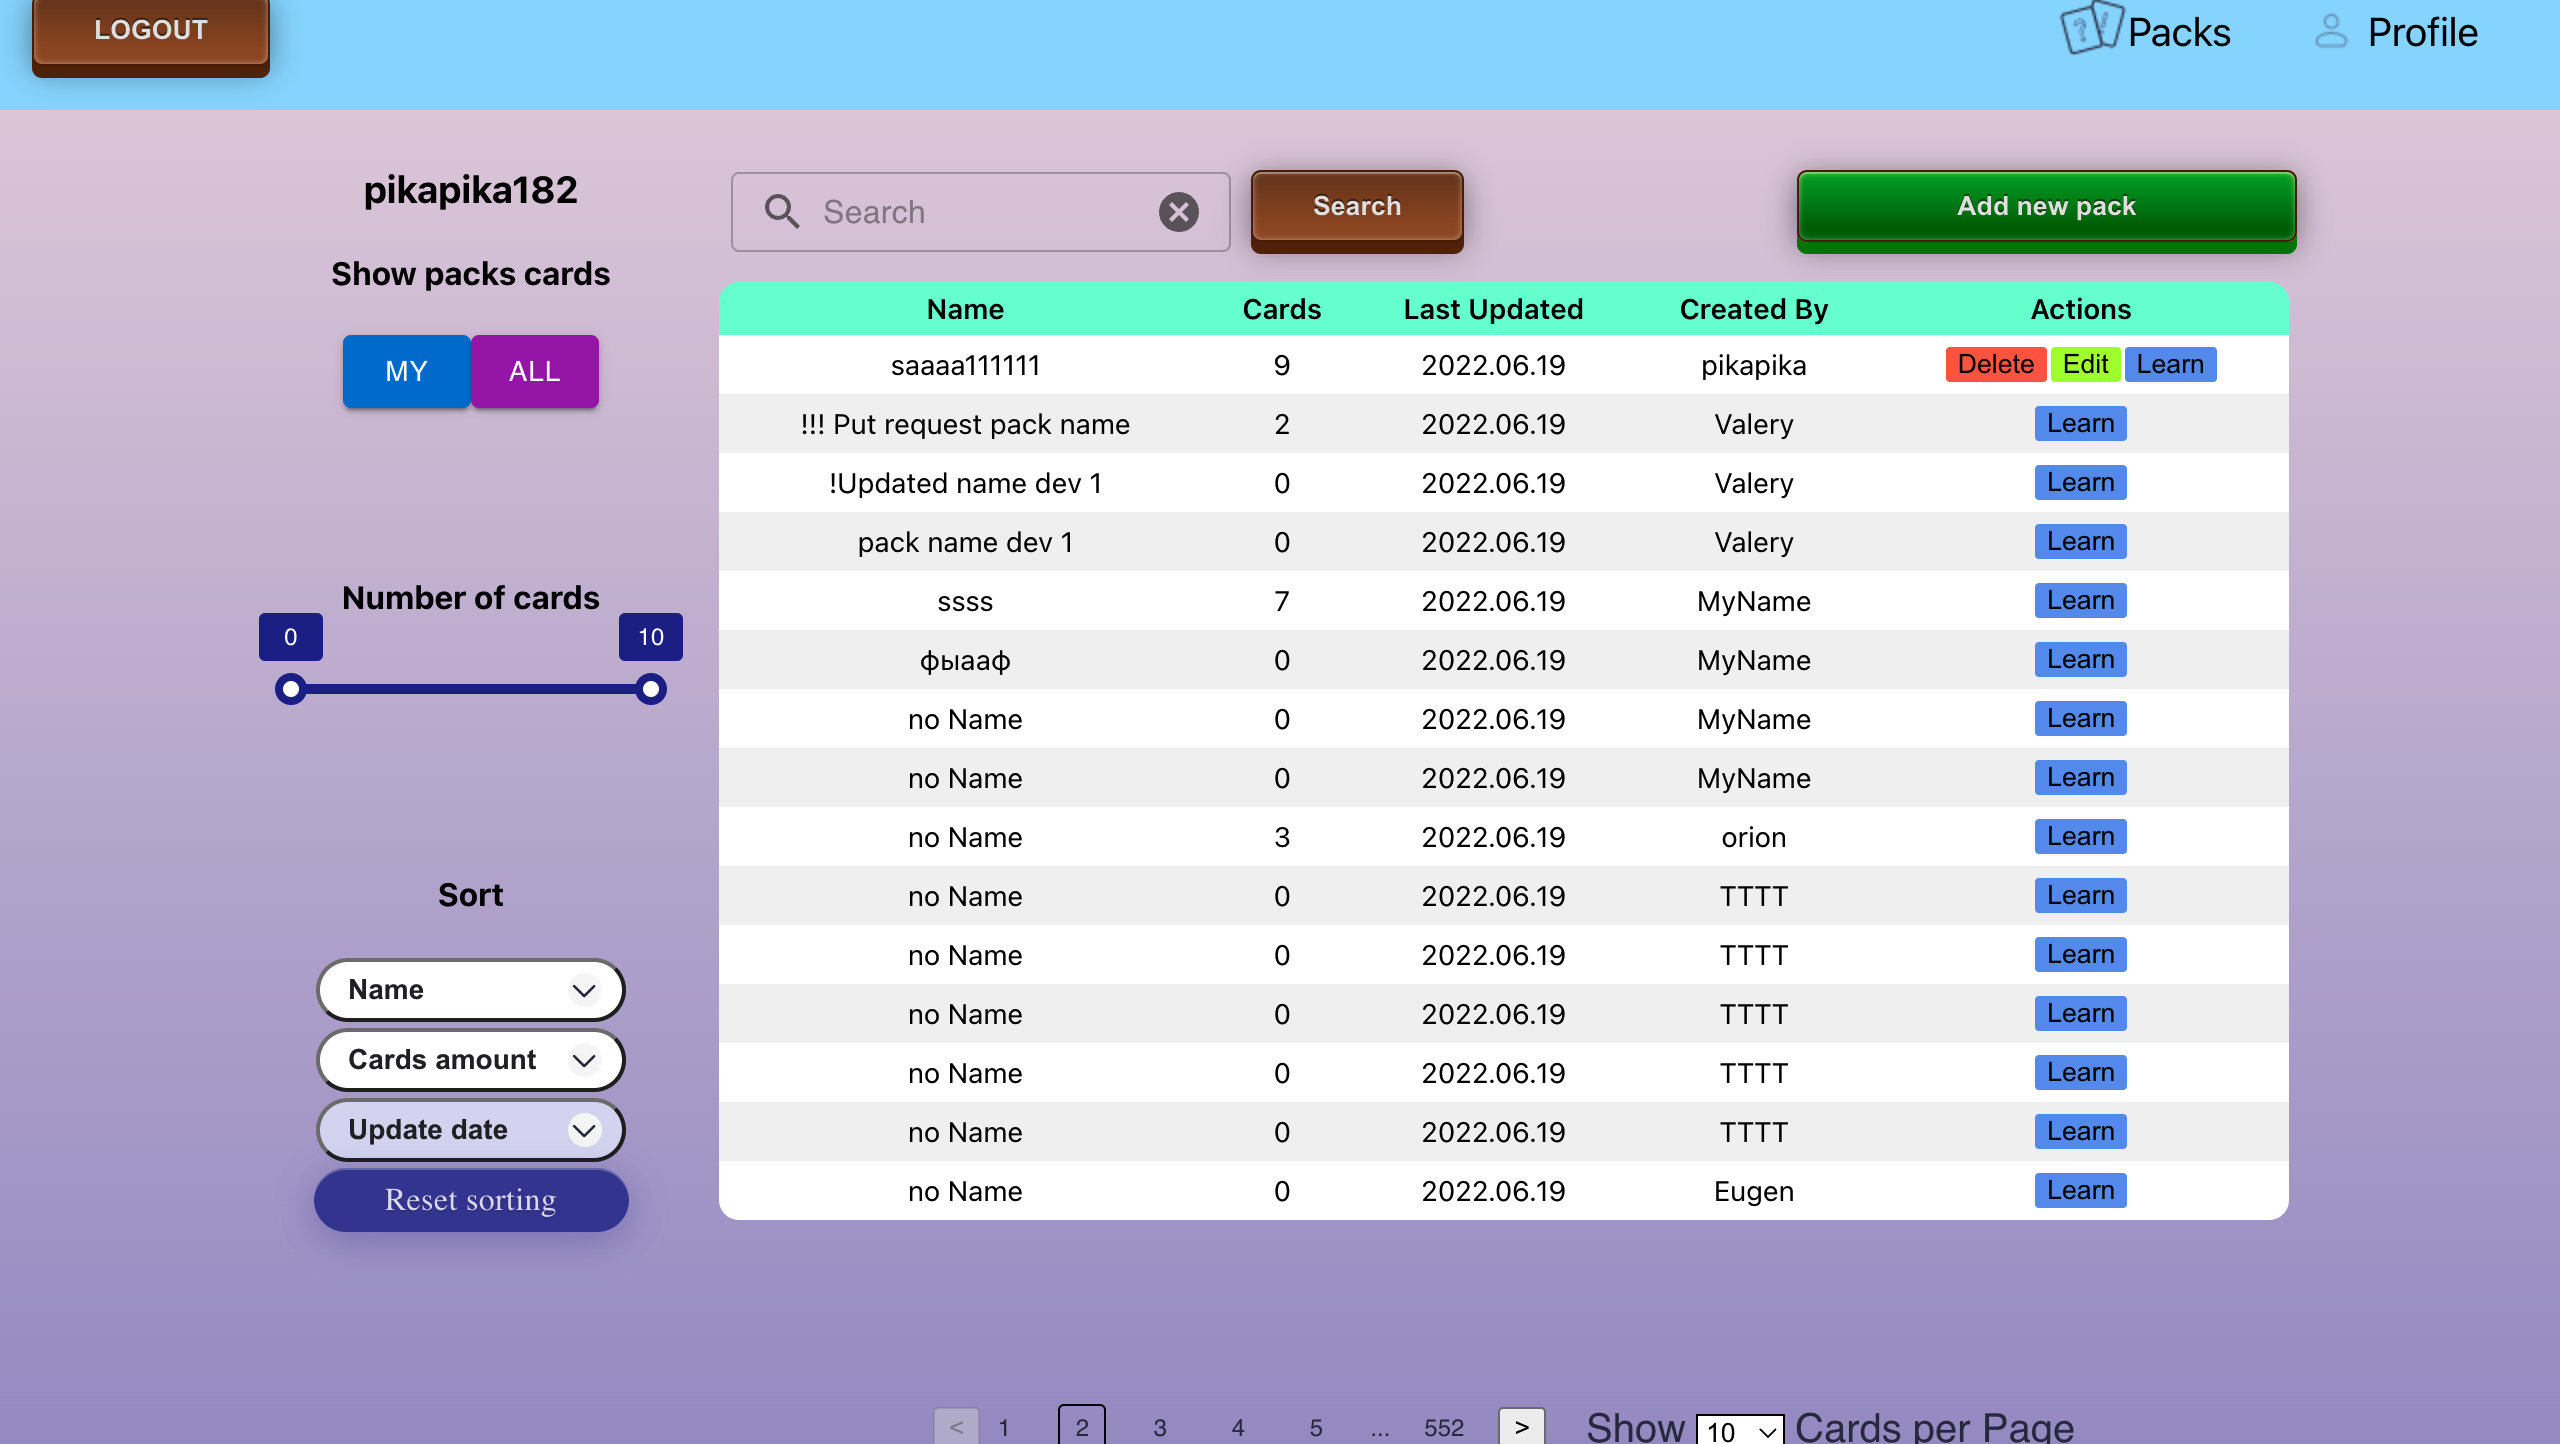 LOGOUT
Packs
Profile
pikapika182
Show packs cards
MY ALL
Number of cards
0 10
Sort
Name
Cards amount
Update date
Reset sorting
Search
Search
Add new pack
Name Cards Last Updated Created By Actions
saaaa111111 9 2022.06.19 pikapika Delete Edit Learn
!!! Put request pack name 2 2022.06.19 Valery Learn
!Updated name dev 1 0 2022.06.19 Valery Learn
pack name dev 1 0 2022.06.19 Valery Learn
ssss 7 2022.06.19 MyName Learn
фыааф 0 2022.06.19 MyName Learn
no Name 0 2022.06.19 MyName Learn
no Name 0 2022.06.19 MyName Learn
no Name 3 2022.06.19 orion Learn
no Name 0 2022.06.19 TTTT Learn
no Name 0 2022.06.19 TTTT Learn
no Name 0 2022.06.19 TTTT Learn
no Name 0 2022.06.19 TTTT Learn
no Name 0 2022.06.19 TTTT Learn
no Name 0 2022.06.19 Eugen Learn
< 1 2 3 4 5 ... 552 > Show 10 Cards per Page